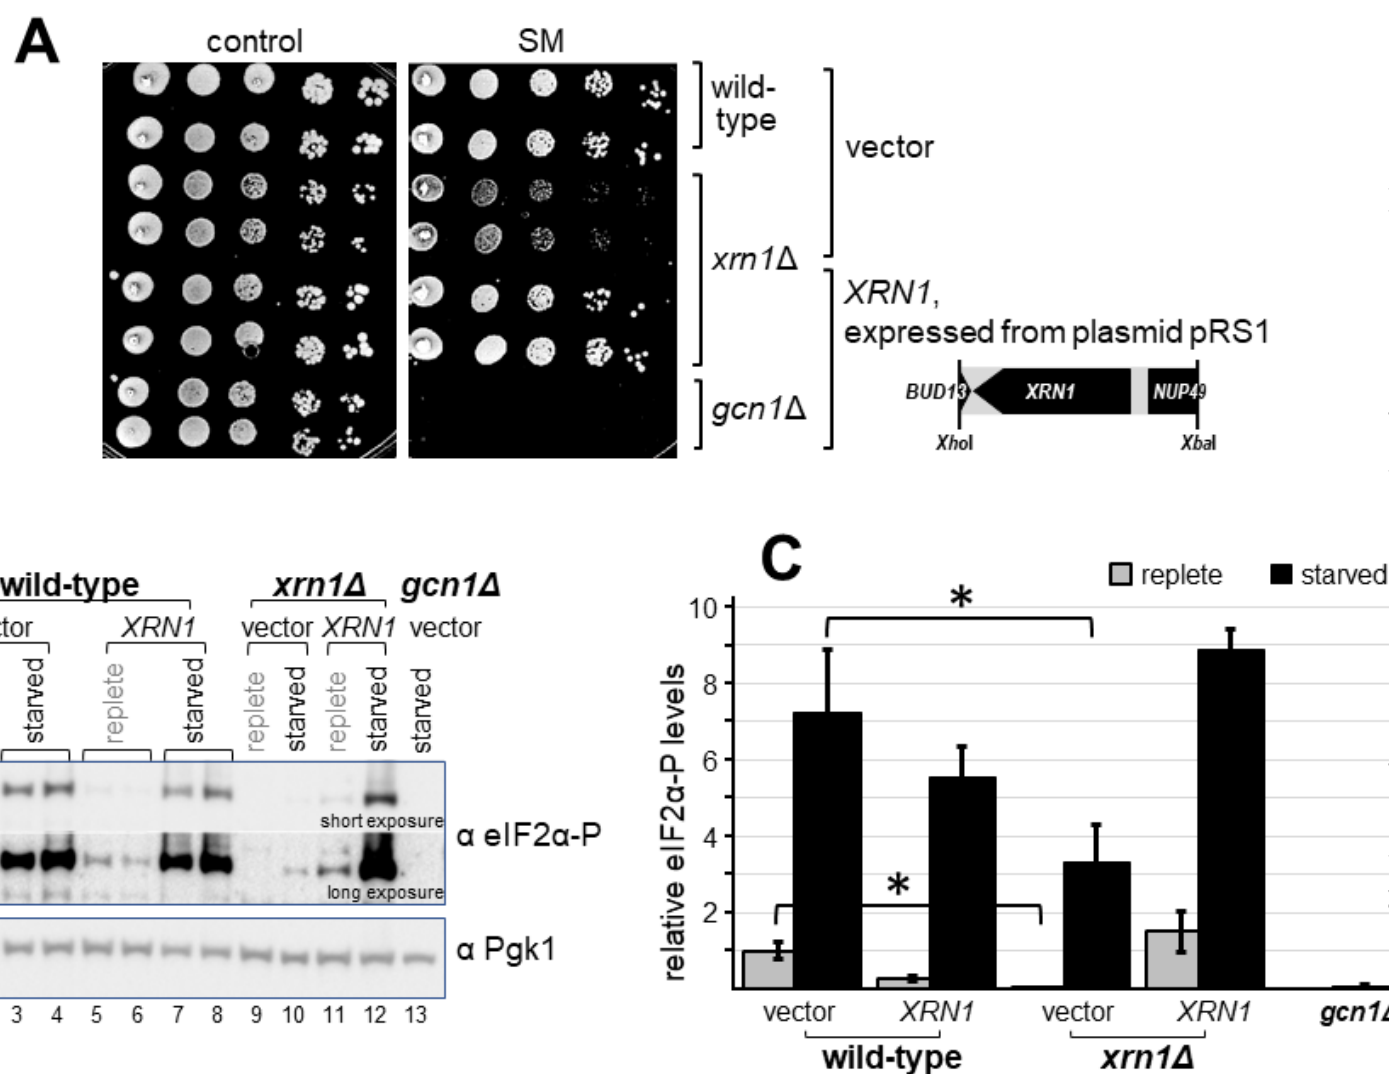 A
control
SM
wild-
type
vector
xrn1Δ
XRN1,
expressed from plasmid pRS1
BUD13
XRN1
NUP49
XhoI
XbaI
gcn1Δ
wild-type
xrn1Δ
gcn1Δ
tor
XRN1
vector
XRN1
vector
starved
replete
starved
replete
starved
replete
starved
starved
short exposure
α eIF2α-P
long exposure
α Pgk1
3 4 5 6 7 8 9 10 11 12 13
C
replete
starved
*
*
relative eIF2α-P levels
10
8
6
4
2
vector
XRN1
vector
XRN1
gcn1Δ
wild-type
xrn1Δ